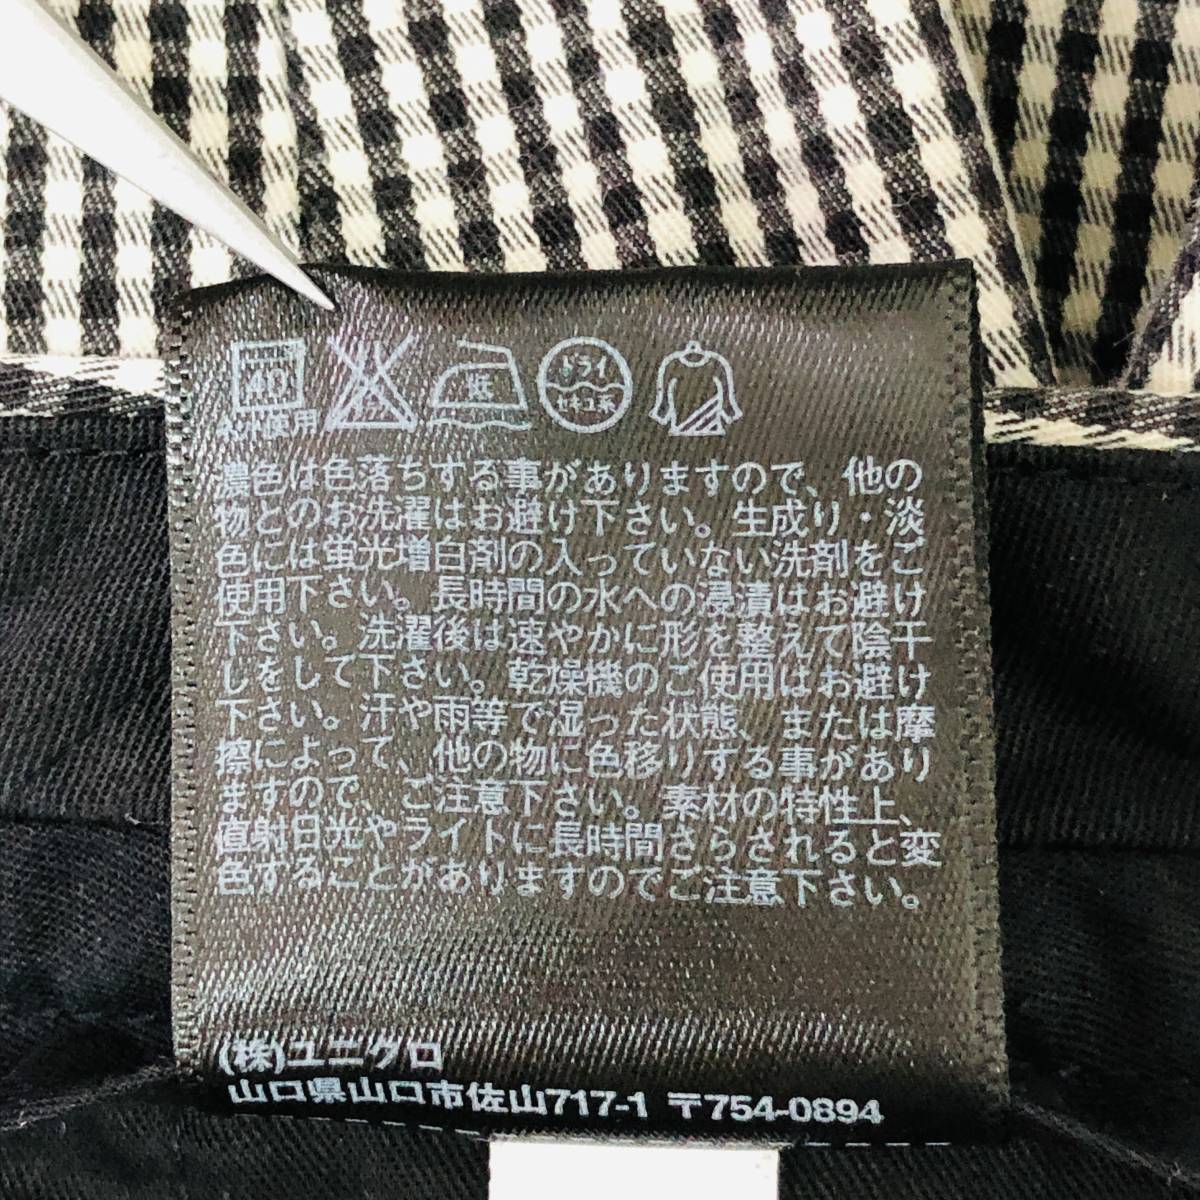 40 低 ドライ
ネット使用 セキユ系
濃色は色落ちする事がありますので、他の
物とのお洗濯はお避け下さい。生成り・淡
色には蛍光増白剤の入っていない洗剤をご
使用下さい。長時間の水への浸漬はお避け
下さい。洗濯後は速やかに形を整えて陰干
しをして下さい。乾燥機のご使用はお避け
下さい。汗や雨等で湿った状態、または摩
擦によって、他の物に色移りする事があり
ますので、ご注意下さい。素材の特性上、
直射日光やライトに長時間さらされると変
色することがありますのでご注意下さい。
(株)ユニクロ
山口県山口市佐山717-1 〒754-0894